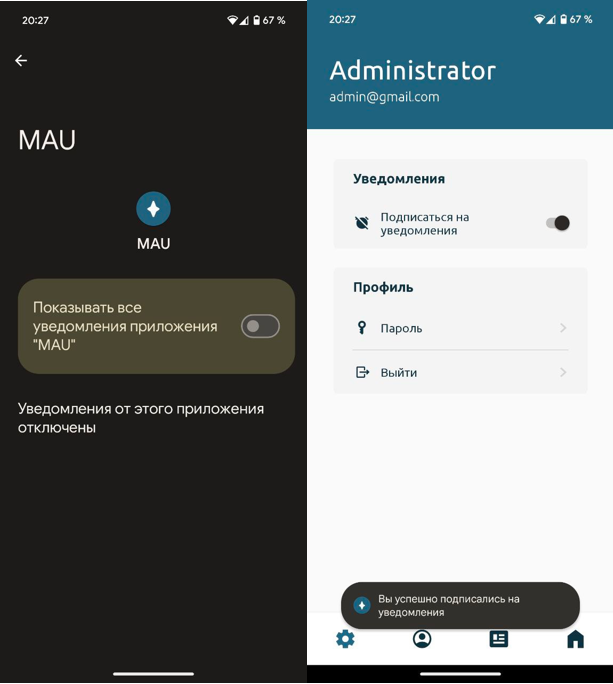 20:27
67 %
MAU
MAU
Показывать все
уведомления приложения
"MAU"
Уведомления от этого приложения
отключены
20:27
67 %
Administrator
admin@gmail.com
Уведомления
Подписаться на
уведомления
Профиль
Пароль
Выйти
Вы успешно подписались на
уведомления